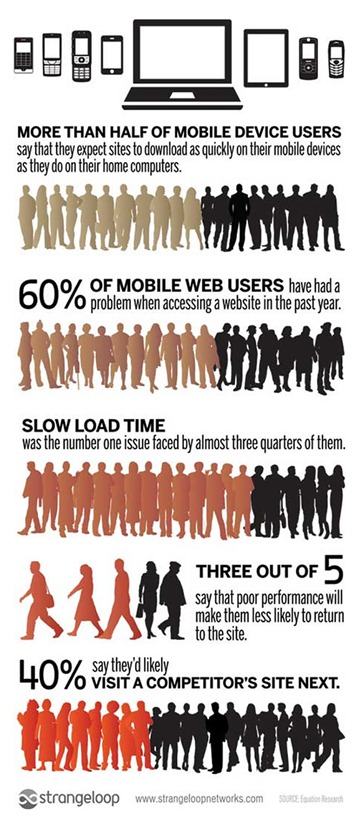 MORE THAN HALF OF MOBILE DEVICE USERS
say that they expect sites to download as quickly on their mobile devices
as they do on their home computers.
60% OF MOBILE WEB USERS have had a
problem when accessing a website in the past year.
SLOW LOAD TIME
was the number one issue faced by almost three quarters of them.
THREE OUT OF 5
say that poor performance will
make them less likely to return
to the site.
40% say they'd likely
VISIT A COMPETITOR'S SITE NEXT.
strangeloop www.strangeloopnetworks.com SOURCE: Equation Research